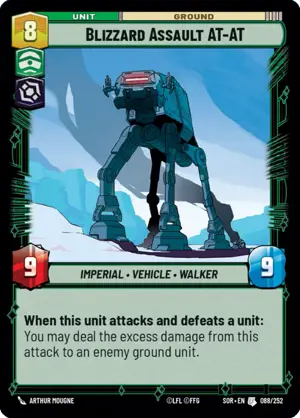 UNIT GROUND
8 BLIZZARD ASSAULT AT-AT
9 IMPERIAL • VEHICLE • WALKER 9
When this unit attacks and defeats a unit:
You may deal the excess damage from this
attack to an enemy ground unit.
ARTHUR MOUGNE ©LFL ©FFG SOR • EN U 088/252